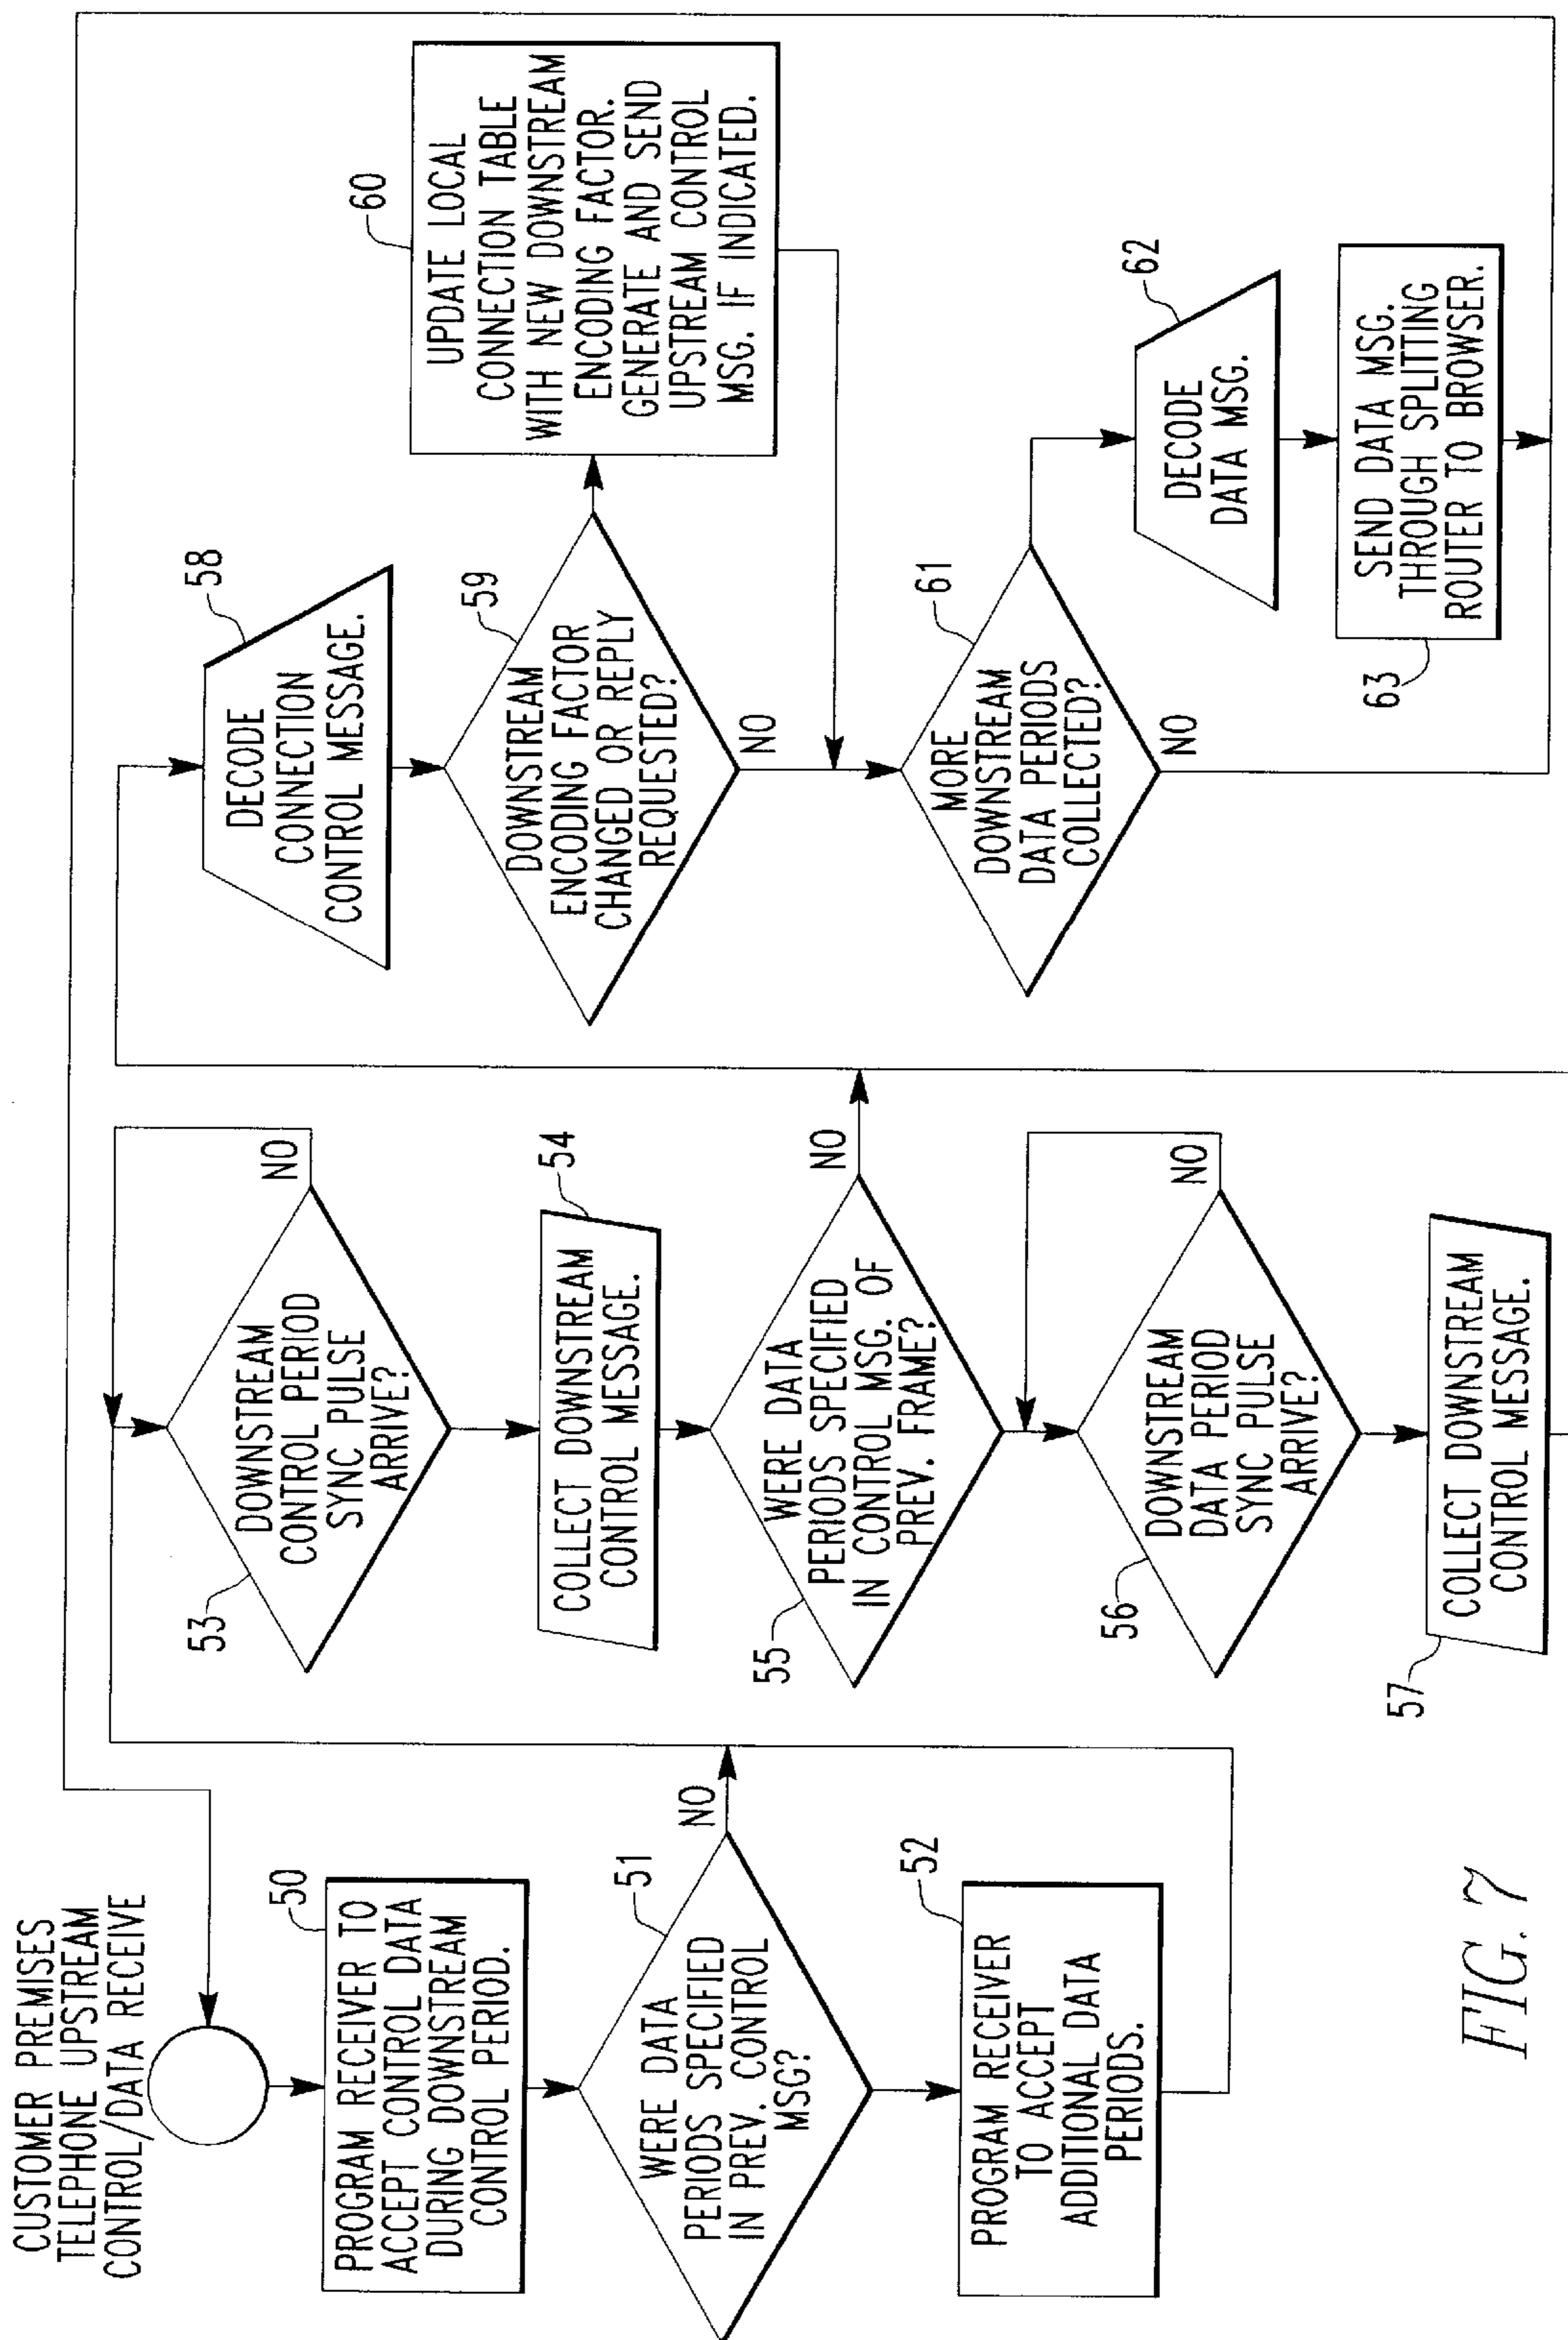 CUSTOMER PREMISES
TELEPHONE UPSTREAM
CONTROL/DATA RECEIVE
50
PROGRAM RECEIVER TO
ACCEPT CONTROL DATA
DURING DOWNSTREAM
CONTROL PERIOD.
51
WERE DATA
PERIODS SPECIFIED
IN PREV. CONTROL
MSG?
NO
52
PROGRAM RECEIVER
TO ACCEPT
ADDITIONAL DATA
PERIODS.
53
DOWNSTREAM
CONTROL PERIOD
SYNC PULSE
ARRIVE?
NO
54
COLLECT DOWNSTREAM
CONTROL MESSAGE.
55
WERE DATA
PERIODS SPECIFIED
IN CONTROL MSG. OF
PREV. FRAME?
NO
56
DOWNSTREAM
DATA PERIOD
SYNC PULSE
ARRIVE?
NO
57
COLLECT DOWNSTREAM
CONTROL MESSAGE.
58
DECODE
CONNECTION
CONTROL MESSAGE.
59
DOWNSTREAM
ENCODING FACTOR
CHANGED OR REPLY
REQUESTED?
NO
60
UPDATE LOCAL
CONNECTION TABLE
WITH NEW DOWNSTREAM
ENCODING FACTOR.
GENERATE AND SEND
UPSTREAM CONTROL
MSG. IF INDICATED.
61
MORE
DOWNSTREAM
DATA PERIODS
COLLECTED?
NO
62
DECODE
DATA MSG.
63
SEND DATA MSG.
THROUGH SPLITTING
ROUTER TO BROWSER.
FIG. 7